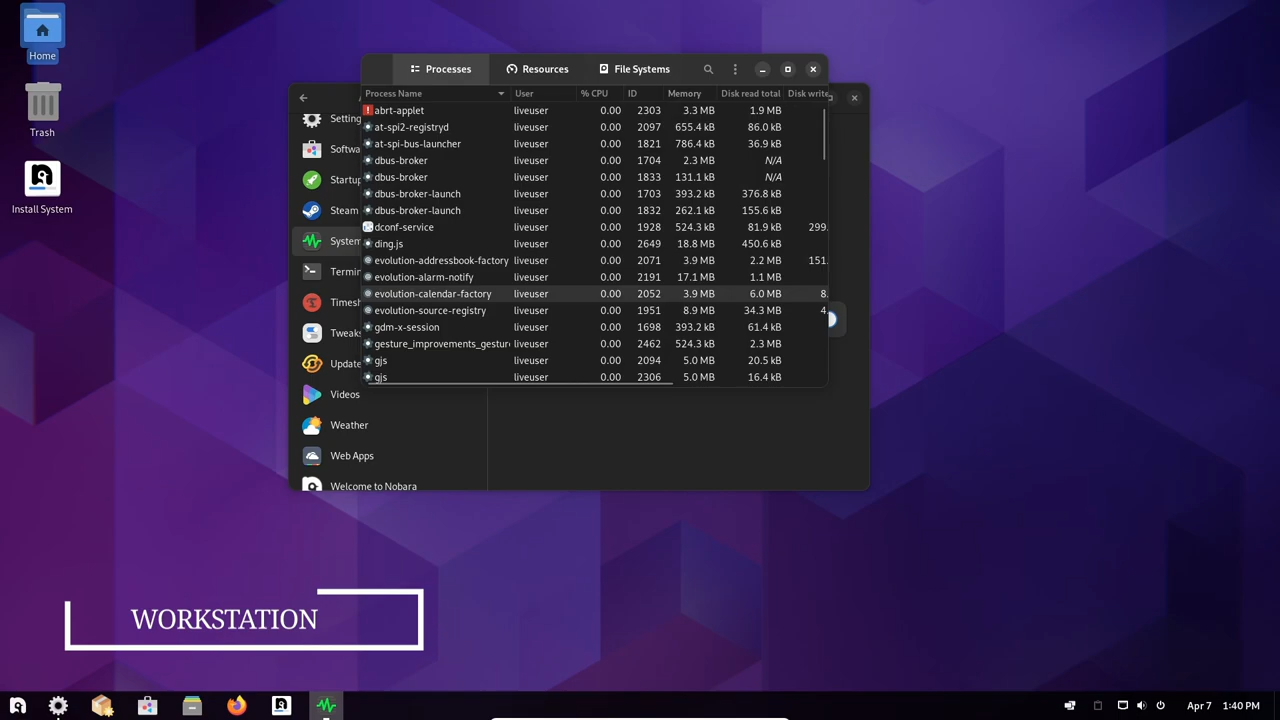 Home
Trash
Install System
Processes
Resources
File Systems
Process Name User % CPU ID Memory Disk read total Disk write
abrt-applet liveuser 0.00 2303 3.3 MB 1.9 MB
at-spi2-registryd liveuser 0.00 2097 655.4 kB 86.0 kB
at-spi-bus-launcher liveuser 0.00 1821 786.4 kB 36.9 kB
dbus-broker liveuser 0.00 1704 2.3 MB N/A
dbus-broker liveuser 0.00 1833 131.1 kB N/A
dbus-broker-launch liveuser 0.00 1703 393.2 kB 376.8 kB
dbus-broker-launch liveuser 0.00 1832 262.1 kB 155.6 kB
dconf-service liveuser 0.00 1928 524.3 kB 81.9 kB 299.
ding.js liveuser 0.00 2649 18.8 MB 450.6 kB
evolution-addressbook-factory liveuser 0.00 2071 3.9 MB 2.2 MB 151.
evolution-alarm-notify liveuser 0.00 2191 17.1 MB 1.1 MB
evolution-calendar-factory liveuser 0.00 2052 3.9 MB 6.0 MB 8.
evolution-source-registry liveuser 0.00 1951 8.9 MB 34.3 MB 4.
gdm-x-session liveuser 0.00 1698 393.2 kB 61.4 kB
gesture_improvements_gesture liveuser 0.00 2462 524.3 kB 2.3 MB
gjs liveuser 0.00 2094 5.0 MB 20.5 kB
gjs liveuser 0.00 2306 5.0 MB 16.4 kB
Setting
Softwa
Startu
Steam
System
Termin
Timesh
Tweaks
Update
Videos
Weather
Web Apps
Welcome to Nobara
WORKSTATION
Apr 7 1:40 PM